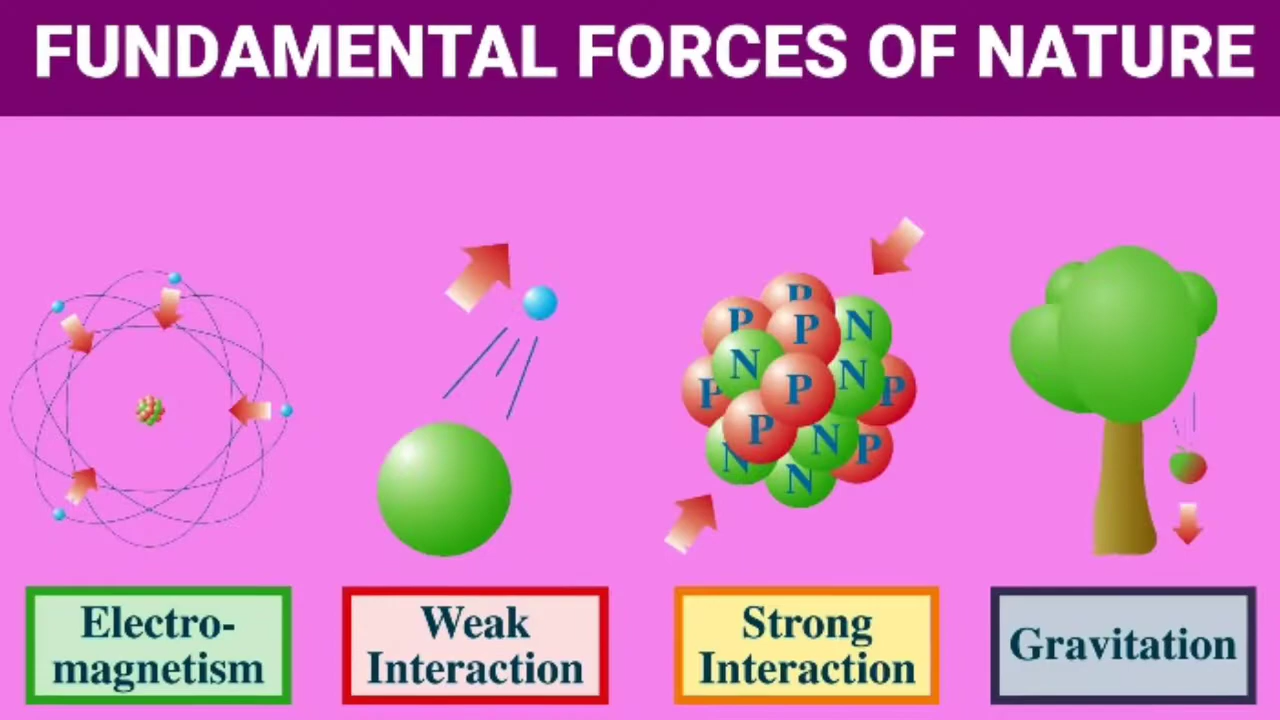 FUNDAMENTAL FORCES OF NATURE
P
P
P
N
N
N
P
P
P
P
N
N
P
N
Electro-
magnetism
Weak
Interaction
Strong
Interaction
Gravitation